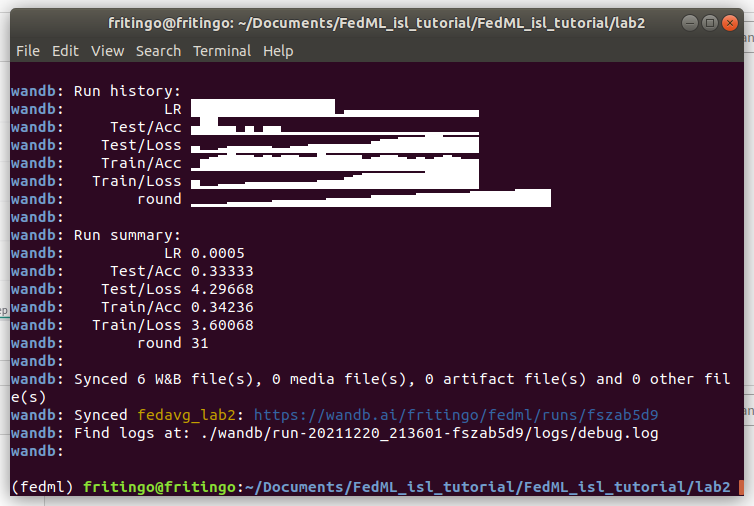 fritingo@fritingo: ~/Documents/FedML_isl_tutorial/FedML_isl_tutorial/lab2
File Edit View Search Terminal Help
wandb: Run history:
wandb: LR
wandb: Test/Acc
wandb: Test/Loss
wandb: Train/Acc
wandb: Train/Loss
wandb: round
wandb:
wandb: Run summary:
wandb: LR 0.0005
wandb: Test/Acc 0.33333
wandb: Test/Loss 4.29668
wandb: Train/Acc 0.34236
wandb: Train/Loss 3.60068
wandb: round 31
wandb:
wandb: Synced 6 W&B file(s), 0 media file(s), 0 artifact file(s) and 0 other fil
e(s)
wandb: Synced fedavg_lab2: https://wandb.ai/fritingo/fedml/runs/fszab5d9
wandb: Find logs at: ./wandb/run-20211220_213601-fszab5d9/logs/debug.log
wandb:
(fedml) fritingo@fritingo:~/Documents/FedML_isl_tutorial/FedML_isl_tutorial/lab2